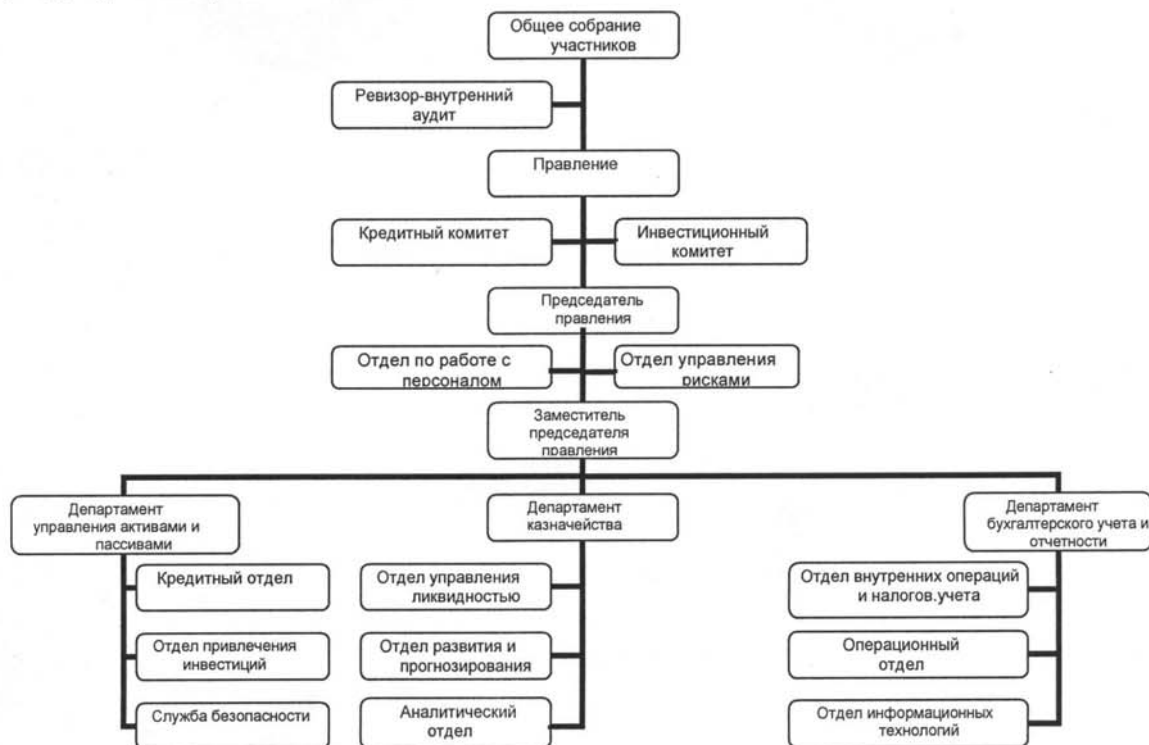 Общее собрание
участников
Ревизор-внутренний
аудит
Правление
Кредитный комитет
Инвестиционный
комитет
Председатель
правления
Отдел по работе с
персоналом
Отдел управления
рисками
Заместитель
председателя
правления
Департамент
управления активами и
пассивами
Департамент
казначейства
Департамент
бухгалтерского учета и
отчетности
Кредитный отдел
Отдел управления
ликвидностью
Отдел внутренних операций
и налогов.учета
Отдел привлечения
инвестиций
Отдел развития и
прогнозирования
Операционный
отдел
Служба безопасности
Аналитический
отдел
Отдел информационных
технологий